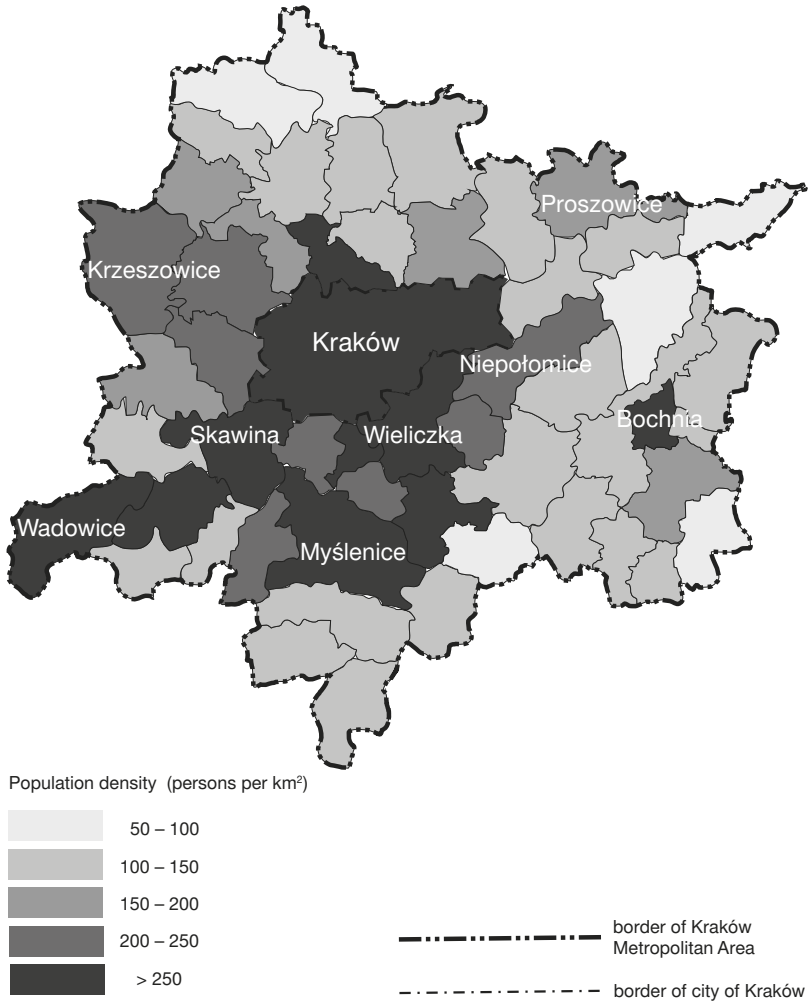 Proszowice
Krzeszowice
Kraków
Niepołomice
Bochnia
Skawina
Wieliczka
Wadowice
Myślenice
Population density (persons per km²)
50 – 100
100 – 150
150 – 200
200 – 250
> 250
border of Kraków
Metropolitan Area
border of city of Kraków